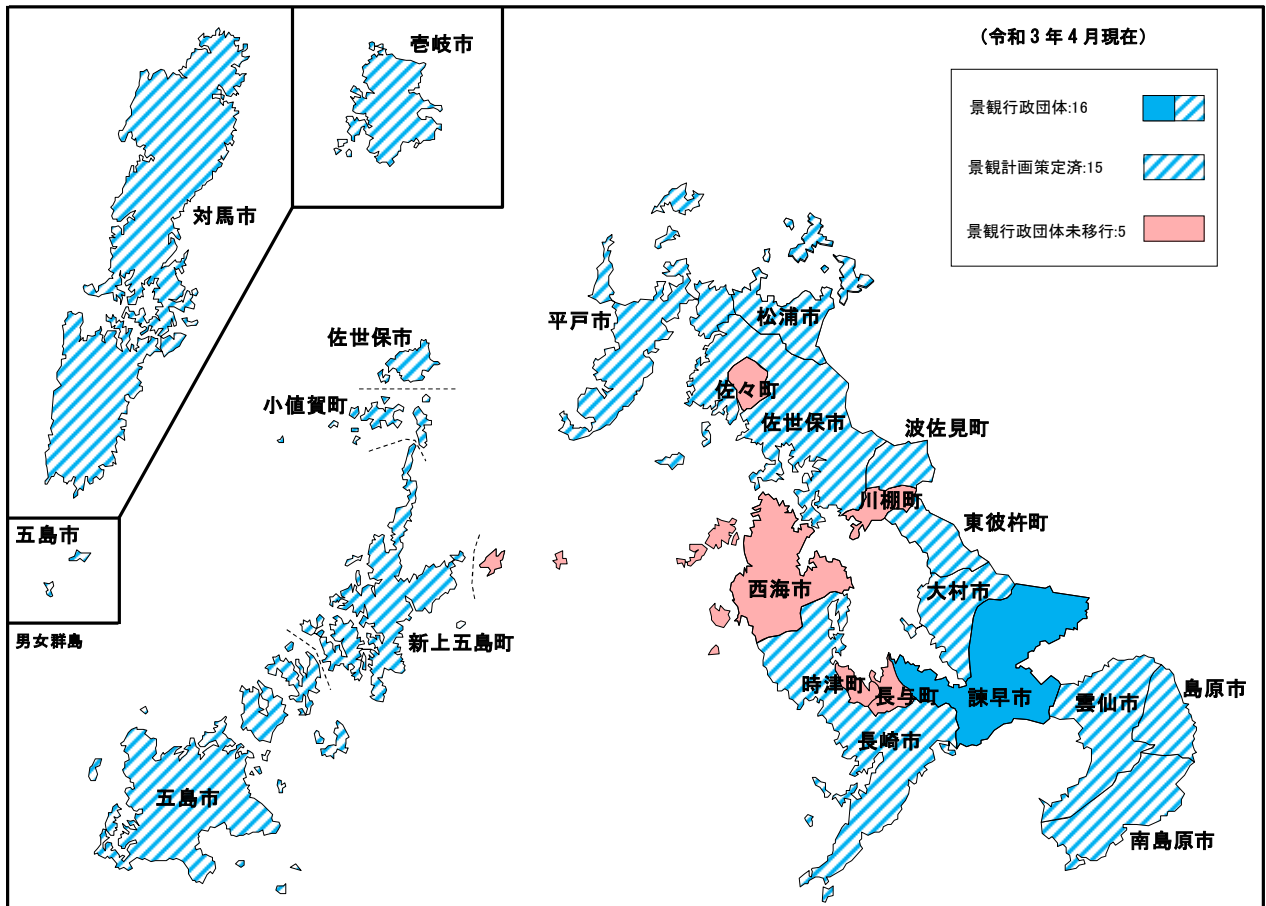 (令和3年4月現在)
景観行政団体:16
景観計画策定済:15
景観行政団体未移行:5
壱岐市
対馬市
五島市
男女群島
佐世保市
小値賀町
新上五島町
五島市
平戸市
松浦市
佐々町
佐世保市
波佐見町
川棚町
東彼杵町
大村市
西海市
時津町
長与町
諫早市
長崎市
雲仙市
島原市
南島原市